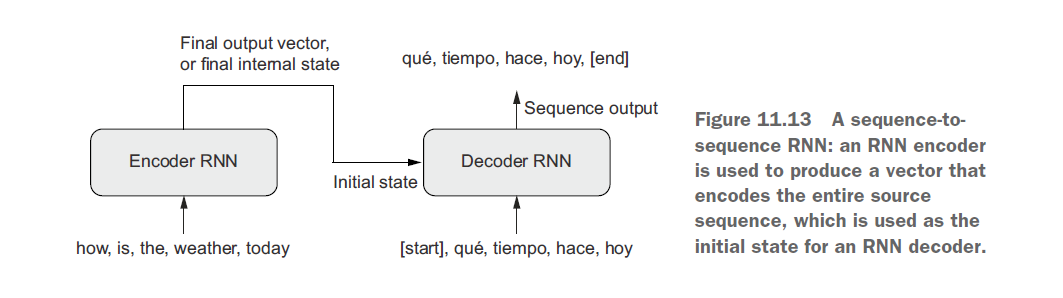 Final output vector,
or final internal state
qué, tiempo, hace, hoy, [end]
Sequence output
Encoder RNN
Decoder RNN
Initial state
how, is, the, weather, today
[start], qué, tiempo, hace, hoy
Figure 11.13 A sequence-to-
sequence RNN: an RNN encoder
is used to produce a vector that
encodes the entire source
sequence, which is used as the
initial state for an RNN decoder.